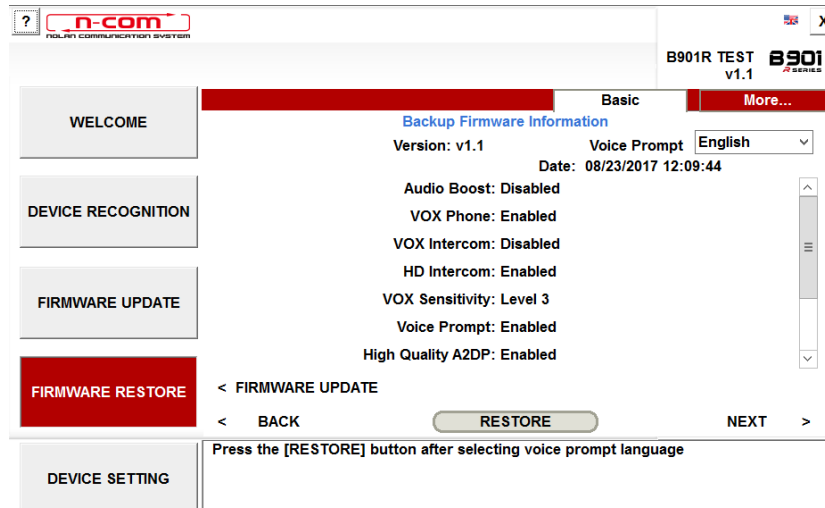 ?
n-com
NOLAN COMMUNICATION SYSTEM
X
B901R TEST
v1.1
B901
R SERIES
WELCOME
DEVICE RECOGNITION
FIRMWARE UPDATE
FIRMWARE RESTORE
DEVICE SETTING
Basic
More...
Backup Firmware Information
Version: v1.1 Voice Prompt English
Date: 08/23/2017 12:09:44
Audio Boost: Disabled
VOX Phone: Enabled
VOX Intercom: Disabled
HD Intercom: Enabled
VOX Sensitivity: Level 3
Voice Prompt: Enabled
High Quality A2DP: Enabled
< FIRMWARE UPDATE
< BACK RESTORE NEXT >
Press the [RESTORE] button after selecting voice prompt language